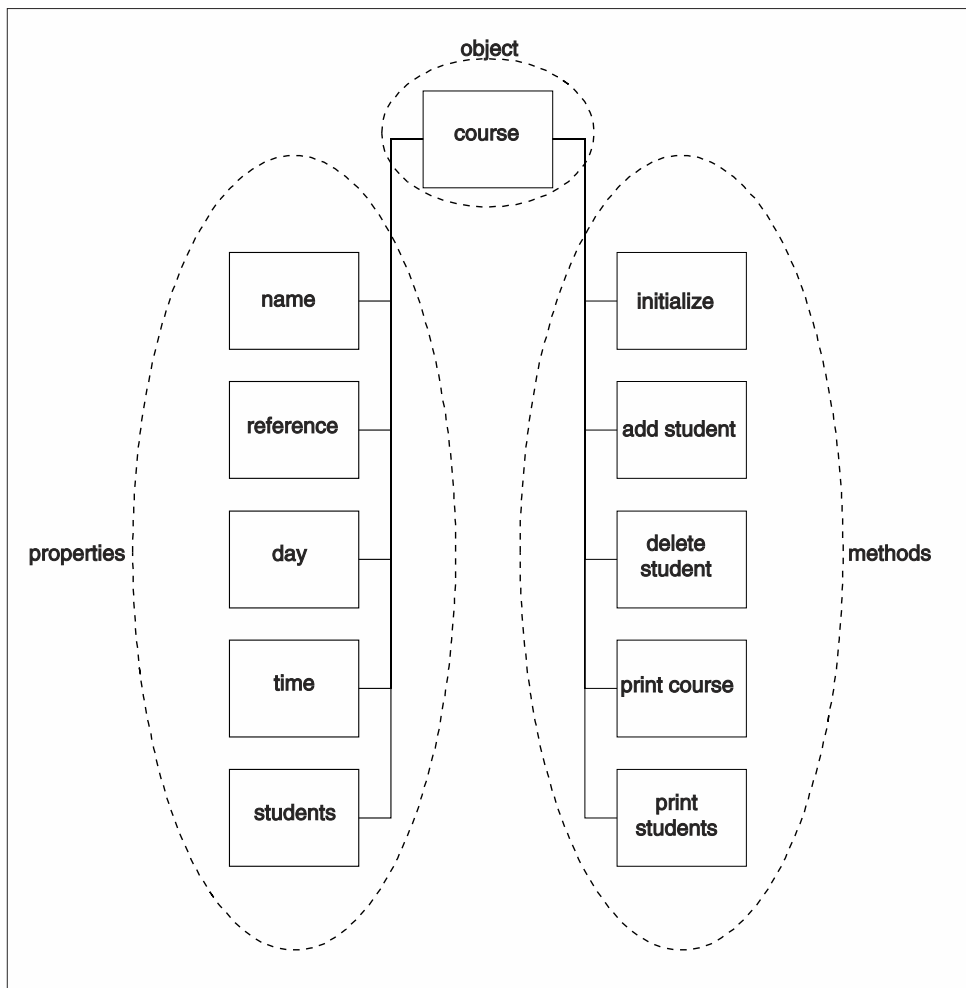 object
course
name
initialize
reference
add student
properties
day
delete
student
methods
time
print course
students
print
students